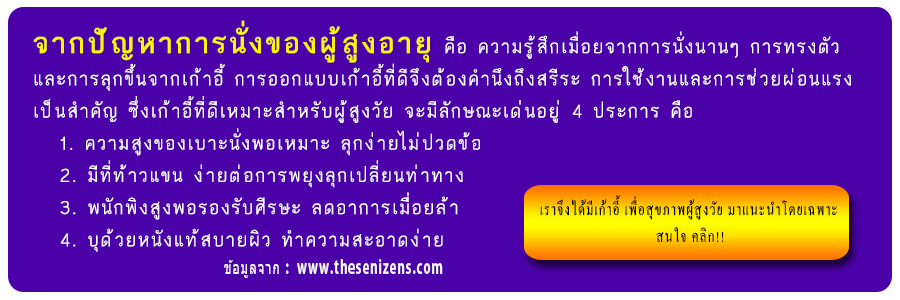 จากปัญหาการนั่งของผู้สูงอายุ คือ ความรู้สึกเมื่อยจากการนั่งนานๆ การทรงตัว
และการลุกขึ้นจากเก้าอี้ การออกแบบเก้าอี้ที่ดีจึงต้องคำนึงถึงสรีระ การใช้งานและการช่วยผ่อนแรง
เป็นสำคัญ ซึ่งเก้าอี้ที่ดีเหมาะสำหรับผู้สูงวัย จะมีลักษณะเด่นอยู่ 4 ประการ คือ
1. ความสูงของเบาะนั่งพอเหมาะ ลุกง่ายไม่ปวดข้อ
2. มีที่ท้าวแขน ง่ายต่อการพยุงลุกเปลี่ยนท่าทาง
3. พนักพิงสูงพอรองรับศีรษะ ลดอาการเมื่อยล้า
4. บุด้วยหนังแท้สบายผิว ทำความสะอาดง่าย
ข้อมูลจาก : www.thesenizens.com
เราจึงได้มีเก้าอี้ เพื่อสุขภาพผู้สูงวัย มาแนะนำโดยเฉพาะ
สนใจ คลิก!!